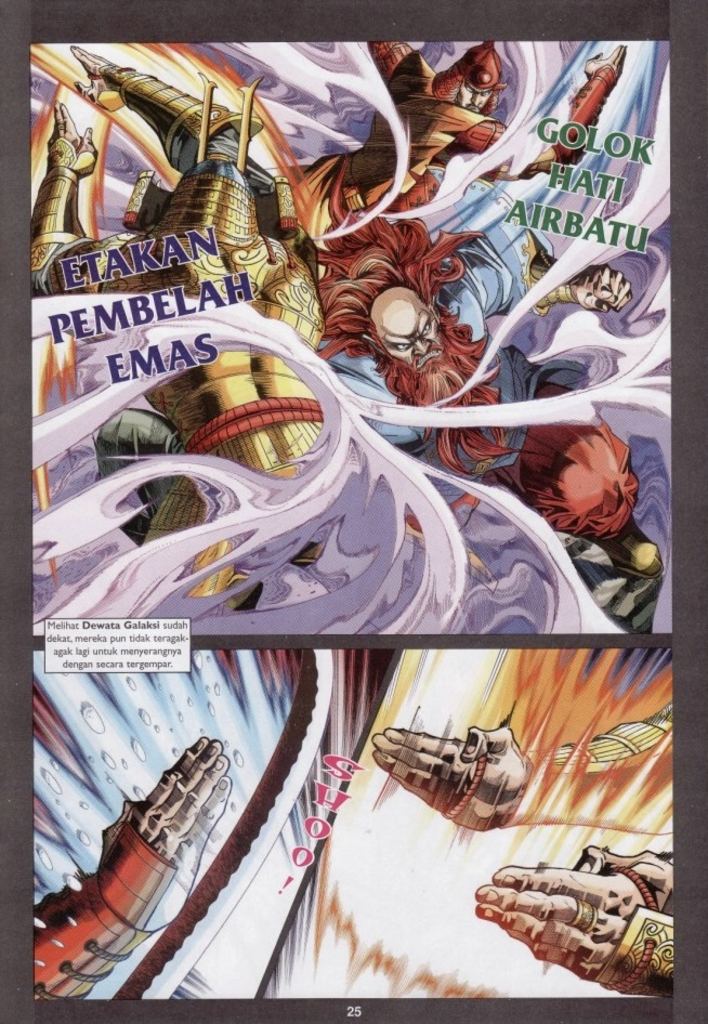 GOLOK
HATI
AIRBATU
ETAKAN
PEMBELAH
EMAS
Melihat Dewata Galaksi sudah
dekat, mereka pun tidak teragak-
agak lagi untuk menyerangnya
dengan secara tergempar.
SHOO!
25